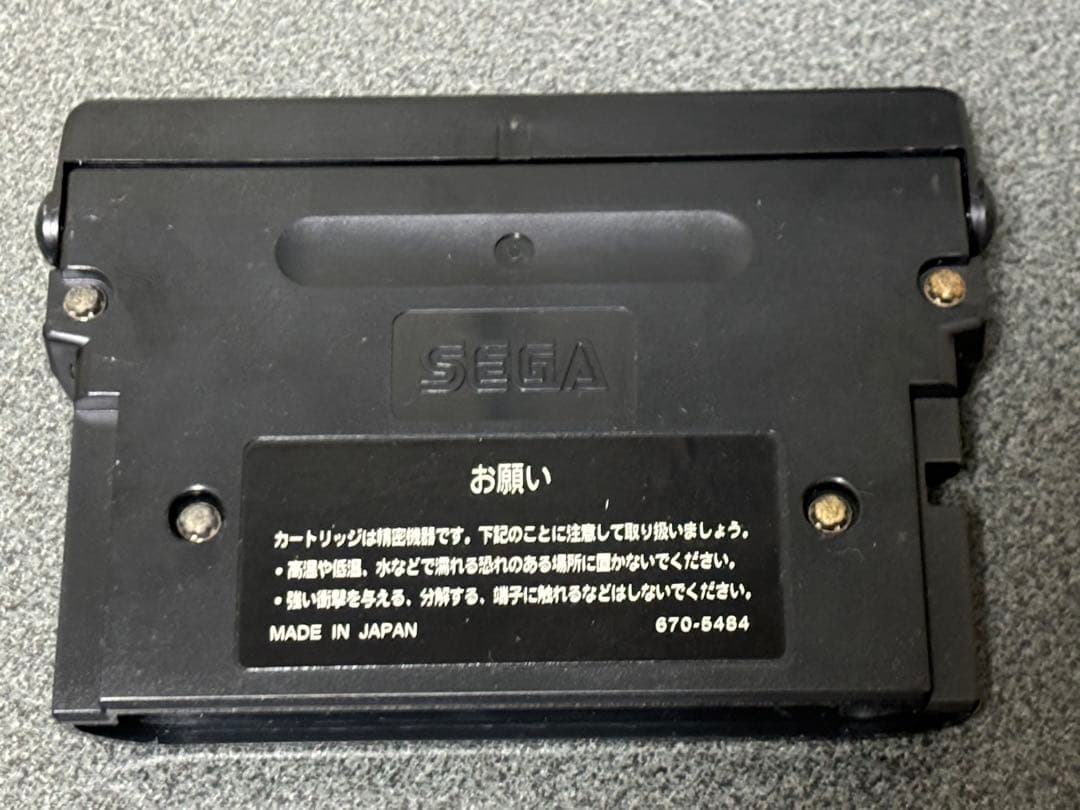 SEGA
お願い
カートリッジは精密機器です。下記のことに注意して取り扱いましょう。
・高温や低温、水などで濡れる恐れのある場所に置かないでください。
・強い衝撃を与える、分解する、端子に触れるなどはしないでください。
MADE IN JAPAN 670-5484